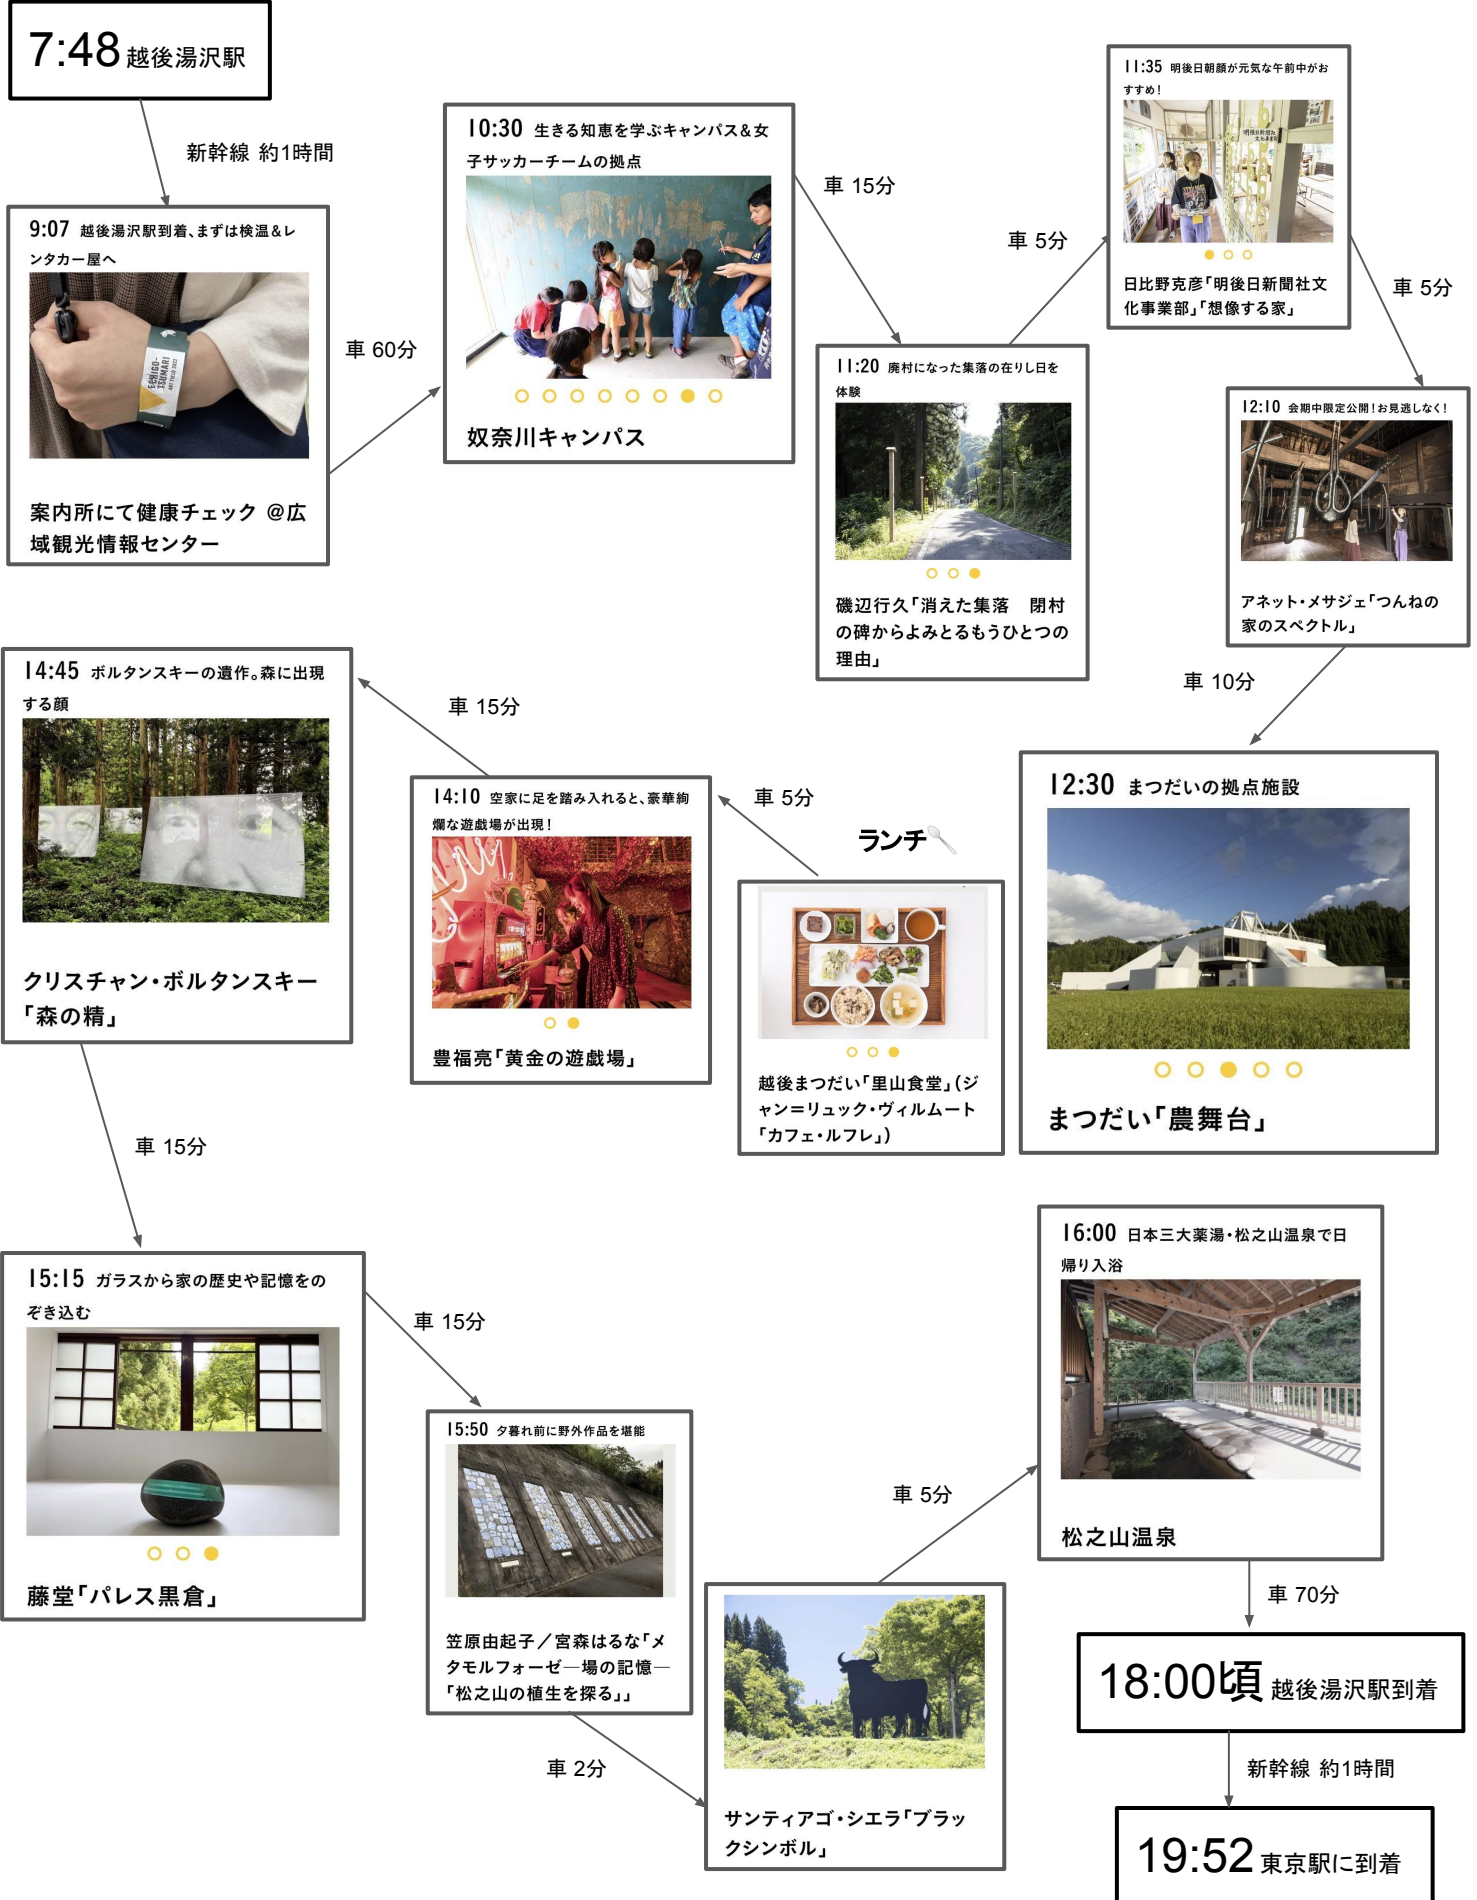 7:48 越後湯沢駅
新幹線 約1時間
9:07 越後湯沢駅到着、まずは検温&レ
ンタカー屋へ
ECHIGO-
TSUMARI
ART FIELD 2022
案内所にて健康チェック @広
域観光情報センター
車 60分
10:30 生きる知恵を学ぶキャンパス&女
子サッカーチームの拠点
奴奈川キャンパス
車 15分
11:20 廃村になった集落の在りし日を
体験
磯辺行久「消えた集落　閉村
の碑からよみとるもうひとつの
理由」
車 5分
11:35 明後日朝顔が元気な午前中がお
すすめ!
明後日新聞社
文化事業部
日比野克彦「明後日新聞社文
化事業部」「想像する家」
車 5分
12:10 会期中限定公開!お見逃しなく!
アネット・メサジェ「つんねの
家のスペクトル」
車 10分
12:30 まつだいの拠点施設
まつだい「農舞台」
ランチ
越後まつだい「里山食堂」(ジ
ャン=リュック・ヴィルムート
「カフェ・ルフレ」)
車 5分
14:10 空家に足を踏み入れると、豪華絢
爛な遊戯場が出現!
豊福亮「黄金の遊戯場」
車 15分
14:45 ボルタンスキーの遺作。森に出現
する顔
クリスチャン・ボルタンスキー
「森の精」
車 15分
15:15 ガラスから家の歴史や記憶をの
ぞき込む
藤堂「パレス黒倉」
車 15分
15:50 夕暮れ前に野外作品を堪能
笠原由起子/宮森はるな「メ
タモルフォーゼ―場の記憶―
「松之山の植生を探る」」
車 2分
サンティアゴ・シエラ「ブラッ
クシンボル」
車 5分
16:00 日本三大薬湯・松之山温泉で日
帰り入浴
松之山温泉
車 70分
18:00頃 越後湯沢駅到着
新幹線 約1時間
19:52 東京駅に到着